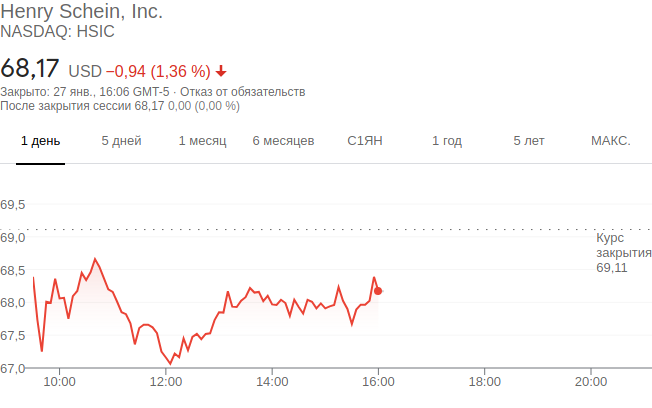 Henry Schein, Inc.
NASDAQ: HSIC
68,17 USD −0,94 (1,36 %)
Закрыто: 27 янв., 16:06 GMT-5 · Отказ от обязательств
После закрытия сессии 68,17 0,00 (0,00 %)
1 день 5 дней 1 месяц 6 месяцев С1ЯН 1 год 5 лет МАКС.
69,5
69,0
Курс
закрытия
69,11
68,5
68,0
67,5
67,0
10:00 12:00 14:00 16:00 18:00 20:00